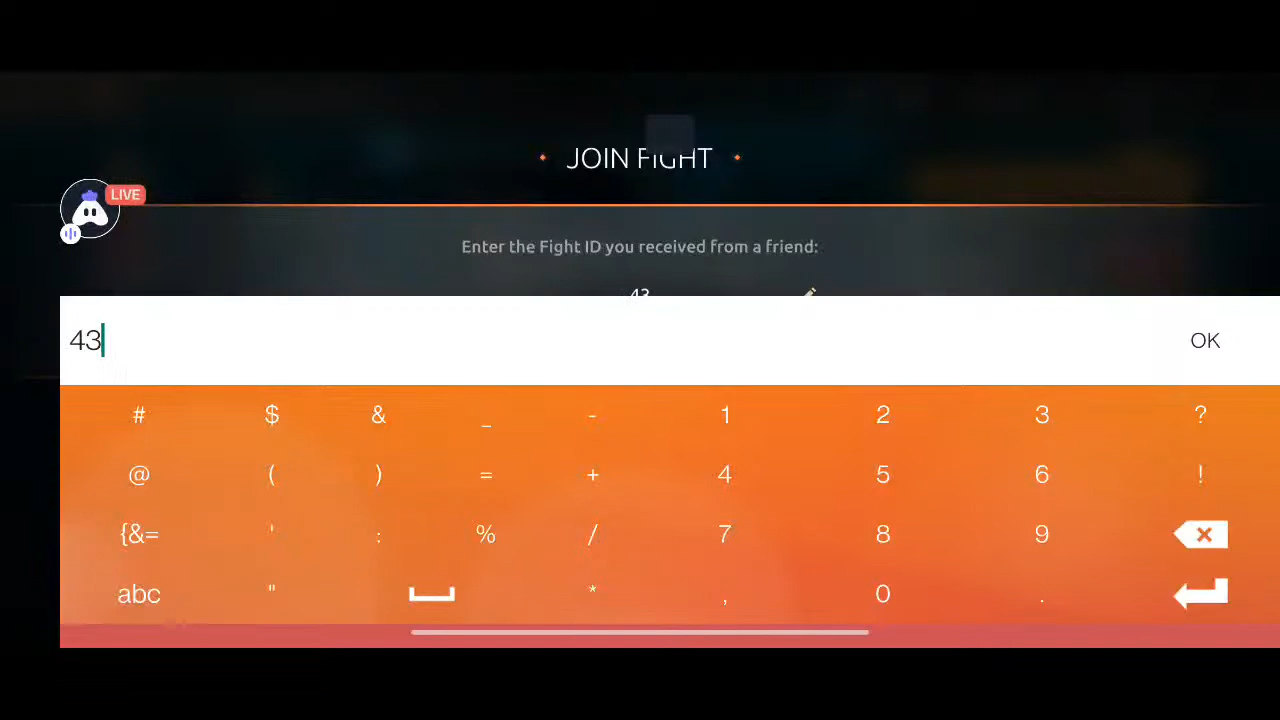 JOIN FIGHT
LIVE
Enter the Fight ID you received from a friend:
43
43 OK
# $ & _ - 1 2 3 ?
@ ( ) = + 4 5 6 !
{&= ' : % / 7 8 9
abc " * , 0 .